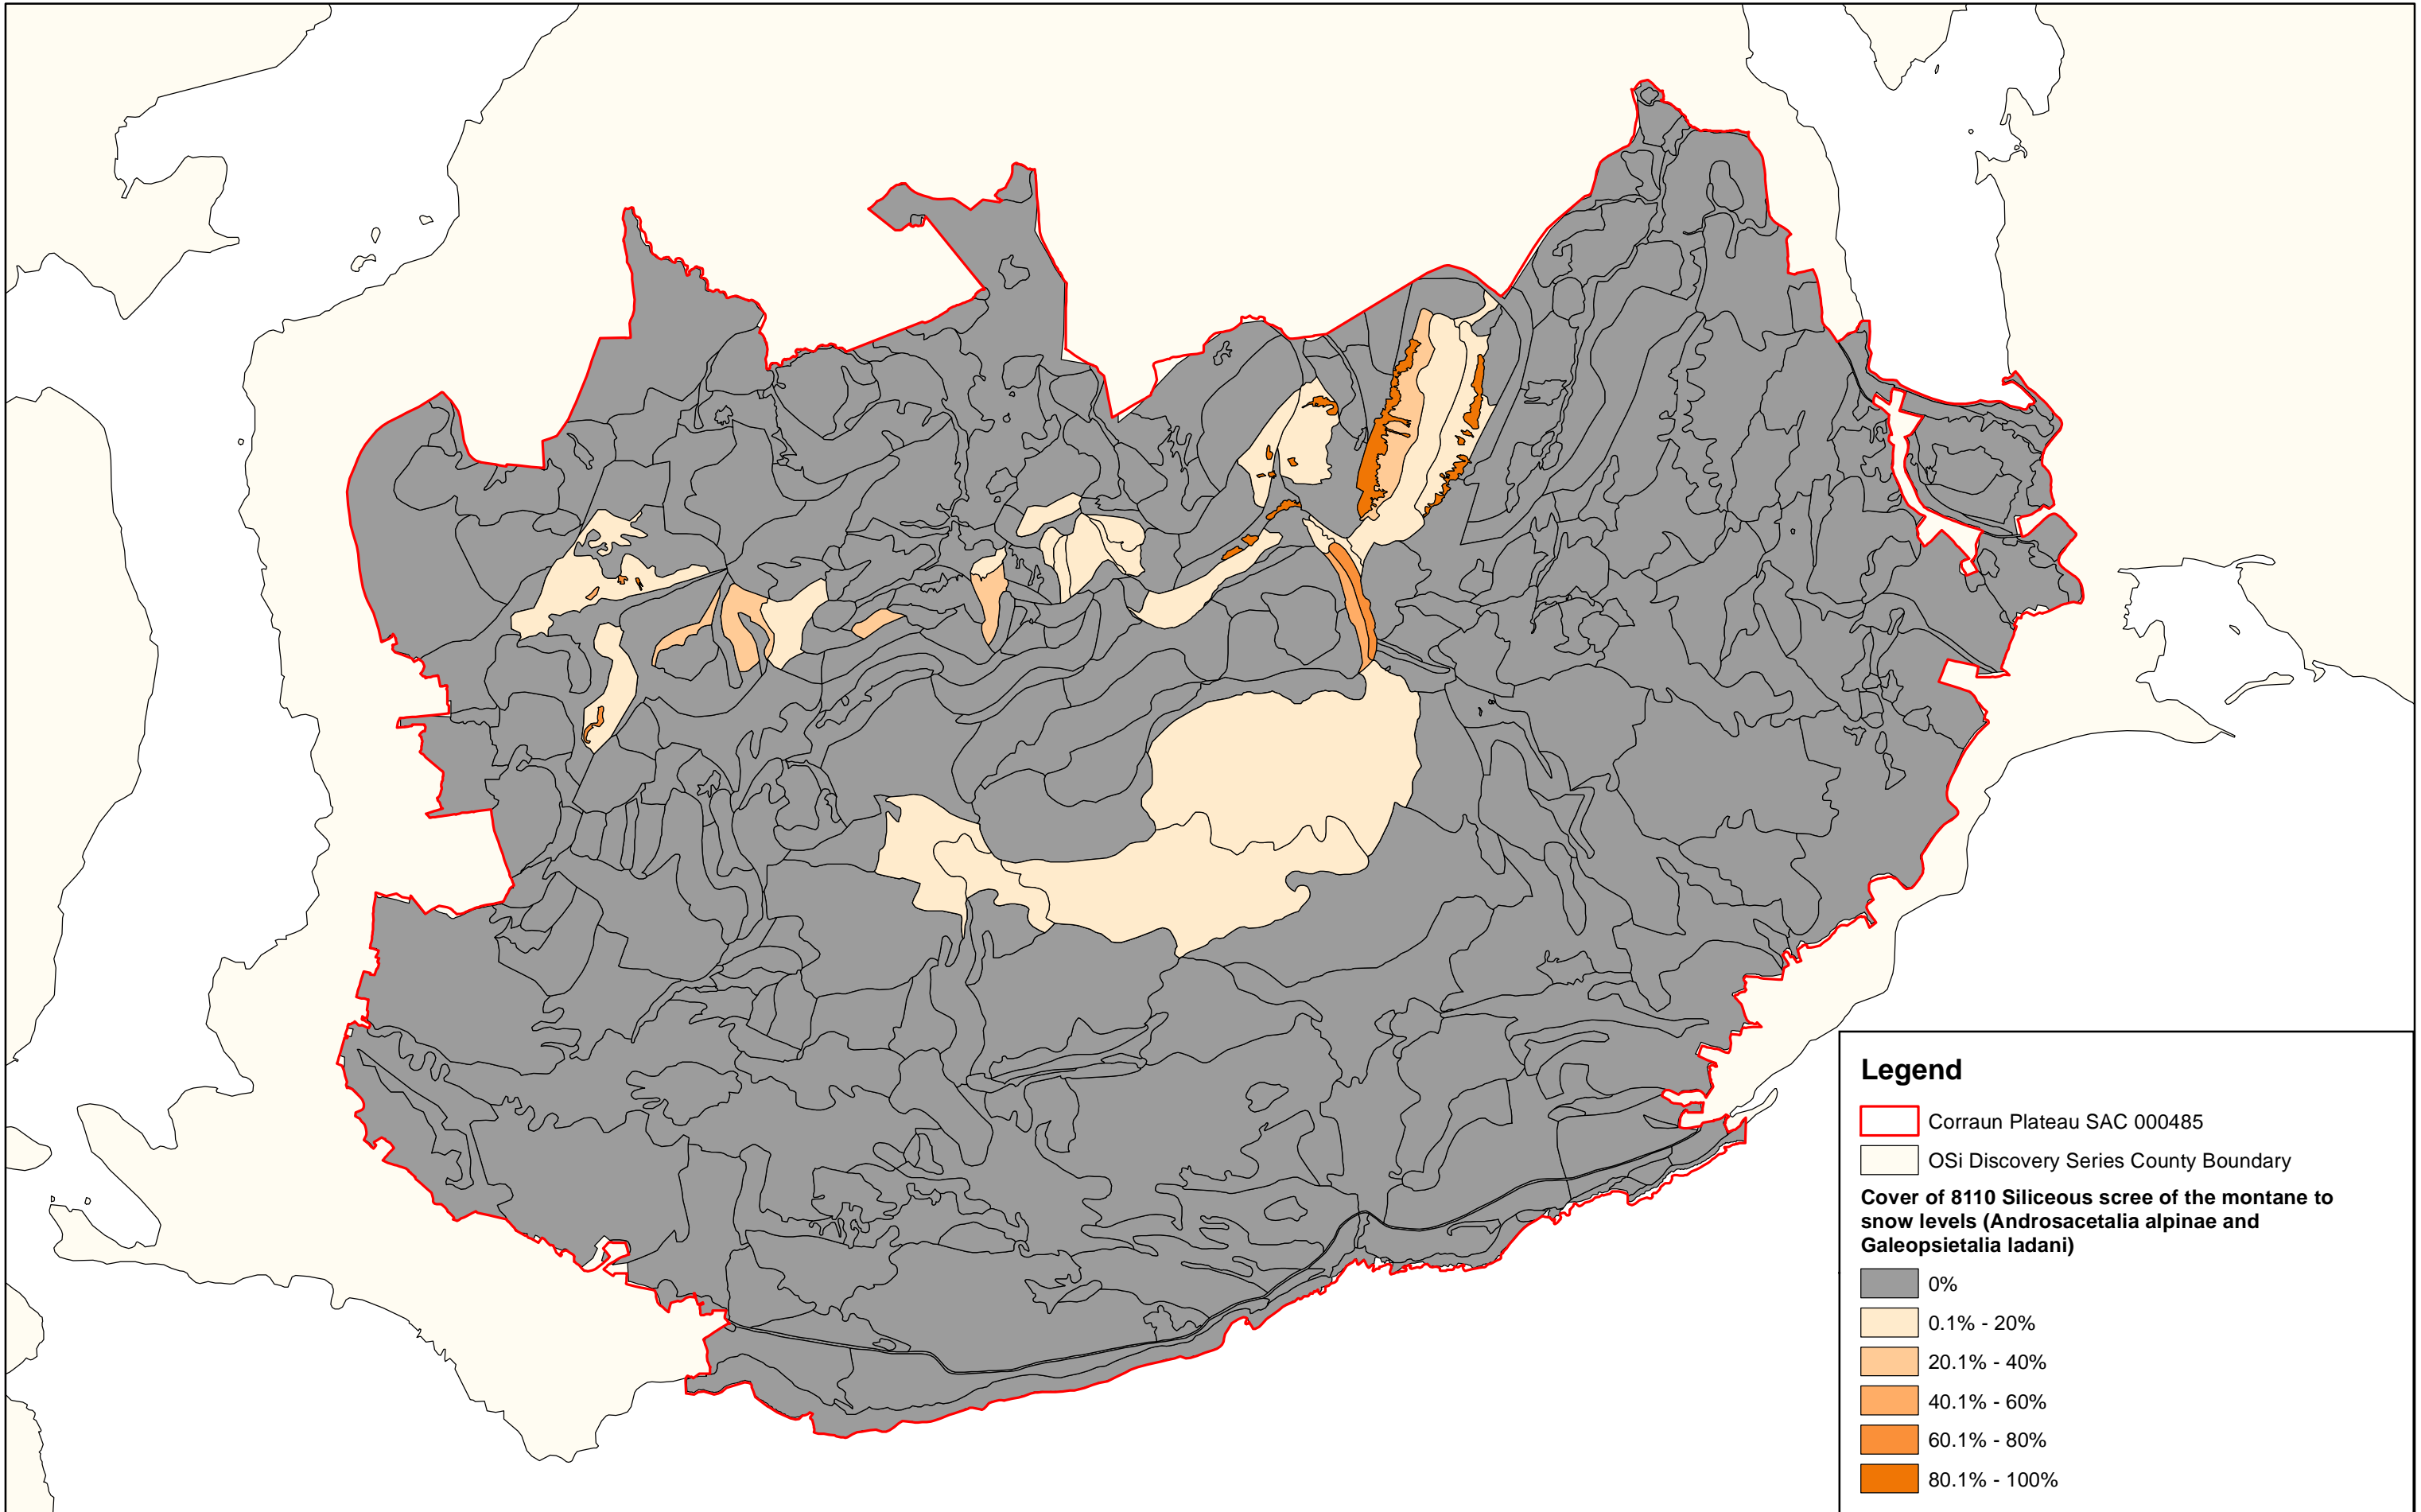 Legend
Corraun Plateau SAC 000485
OSi Discovery Series County Boundary
Cover of 8110 Siliceous scree of the montane to
snow levels (Androsacetalia alpinae and
Galeopsietalia ladani)
0%
0.1% - 20%
20.1% - 40%
40.1% - 60%
60.1% - 80%
80.1% - 100%